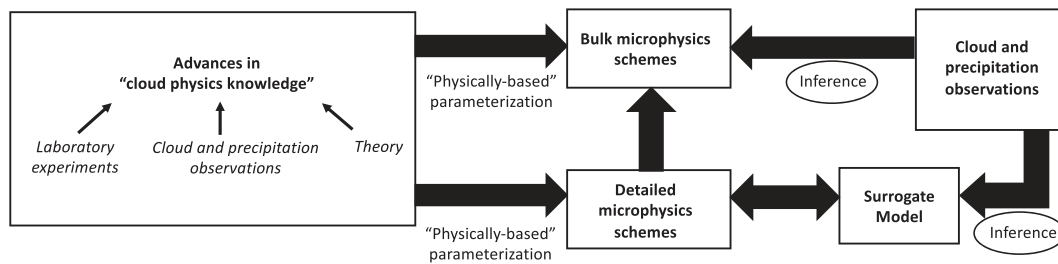 Advances in
“cloud physics knowledge”
Laboratory
experiments
Cloud and precipitation
observations
Theory
“Physically-based”
parameterization
“Physically-based”
parameterization
Bulk microphysics
schemes
Detailed
microphysics
schemes
Inference
Cloud and
precipitation
observations
Surrogate
Model
Inference